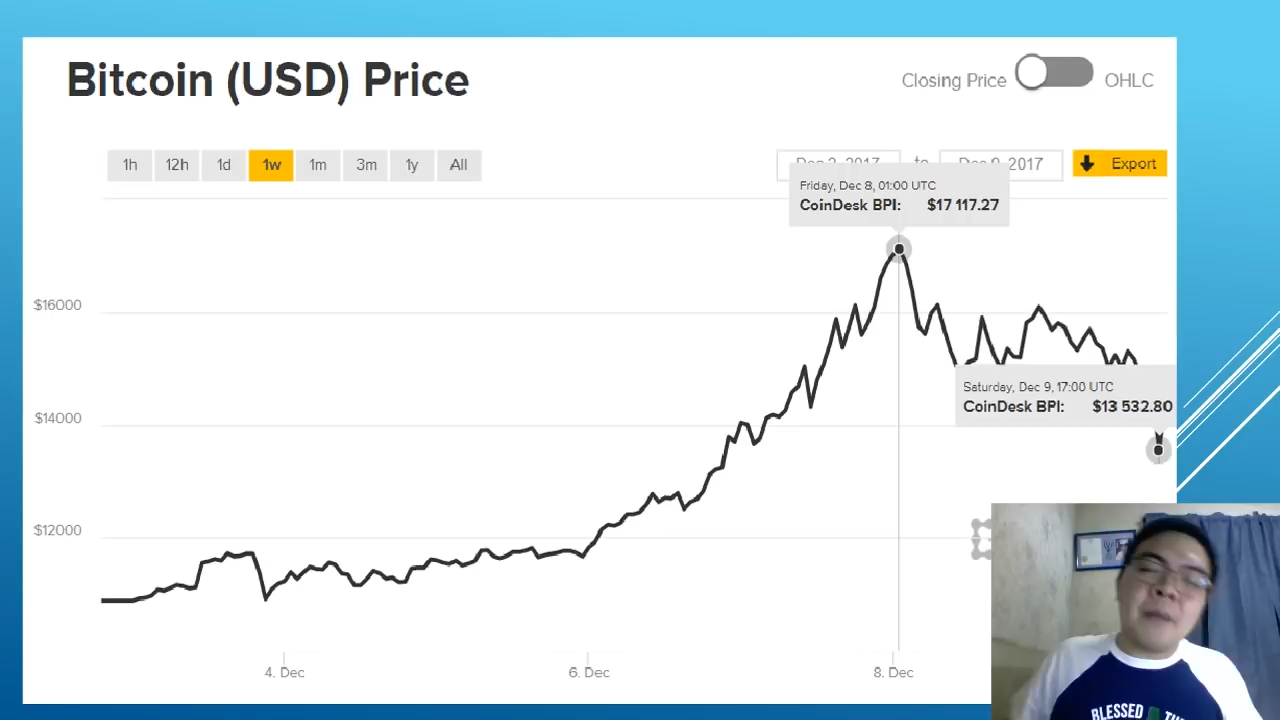 Bitcoin (USD) Price
Closing Price OHLC
1h 12h 1d 1w 1m 3m 1y All
to 2017 Export
Friday, Dec 8, 01:00 UTC
CoinDesk BPI: $17 117.27
$16000
Saturday, Dec 9, 17:00 UTC
CoinDesk BPI: $13 532.80
$14000
$12000
4. Dec 6. Dec 8. Dec
BLESSED